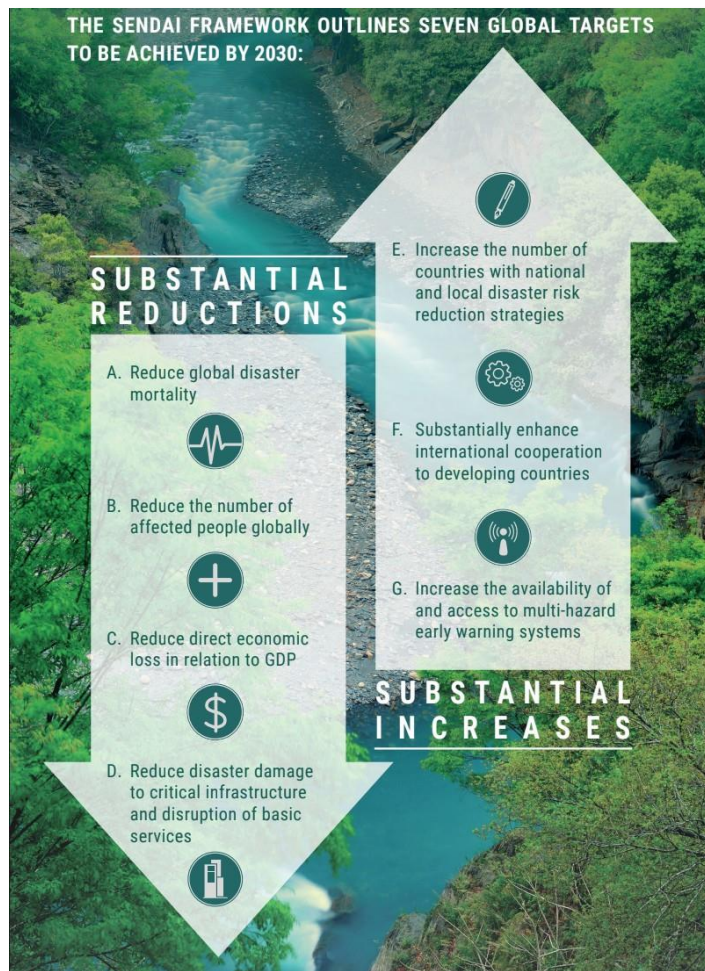 THE SENDAI FRAMEWORK OUTLINES SEVEN GLOBAL TARGETS
TO BE ACHIEVED BY 2030:
SUBSTANTIAL
REDUCTIONS
A. Reduce global disaster
mortality
B. Reduce the number of
affected people globally
C. Reduce direct economic
loss in relation to GDP
$
D. Reduce disaster damage
to critical infrastructure
and disruption of basic
services
E. Increase the number of
countries with national
and local disaster risk
reduction strategies
F. Substantially enhance
international cooperation
to developing countries
G. Increase the availability of
and access to multi-hazard
early warning systems
SUBSTANTIAL
INCREASES